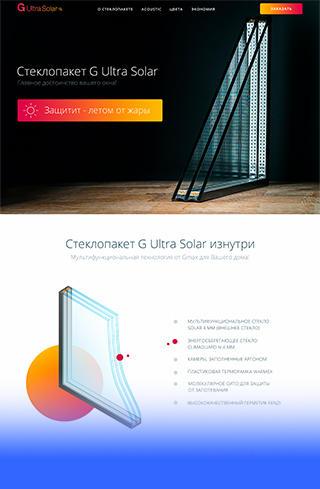 G Ultra Solar
О СТЕКЛОПАКЕТЕ ACOUSTIC ЦВЕТА ЭКОНОМИЯ
ЗАКАЗАТЬ
Стеклопакет G Ultra Solar
Главное достоинство вашего окна!
Защитит - летом от жары
Стеклопакет G Ultra Solar изнутри
Мультифункциональная технология от Gmax для Вашего дома!
МУЛЬТИФУНКЦИОНАЛЬНОЕ СТЕКЛО
SOLAR 4 ММ (ВНЕШНЕЕ СТЕКЛО)
ЭНЕРГОСБЕРЕГАЮЩЕЕ СТЕКЛО
CLIMAGUARD N 4 ММ
КАМЕРЫ, ЗАПОЛНЕННЫЕ АРГОНОМ
ПЛАСТИКОВАЯ ТЕРМОРАМКА WARMEX
МОЛЕКУЛЯРНОЕ СИТО ДЛЯ ЗАЩИТЫ
ОТ ЗАПОТЕВАНИЯ
ВЫСОКОКАЧЕСТВЕННЫЙ ГЕРМЕТИК FENZI